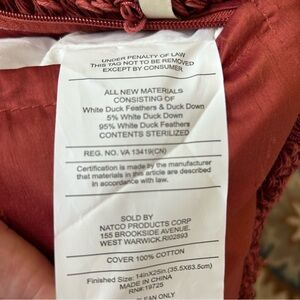 UNDER PENALTY OF LAW
THIS TAG NOT TO BE REMOVED
EXCEPT BY CONSUMER
ALL NEW MATERIALS
CONSISTING OF
White Duck Feathers & Duck Down
5% White Duck Down
95% White Duck Feathers
CONTENTS STERILIZED
REG. NO. VA 13419(CN)
Certification is made by the manufacturer
that materials in this article are described
in accordance with law.
SOLD BY
NATCO PRODUCTS CORP
155 BROOKSIDE AVENUE,
WEST WARWICK.RI02893
COVER 100% COTTON
Finished Size: 14inX25in.(35.5X63.5cm)
MADE IN CHINA
RN#:19725
CLEAN ONLY